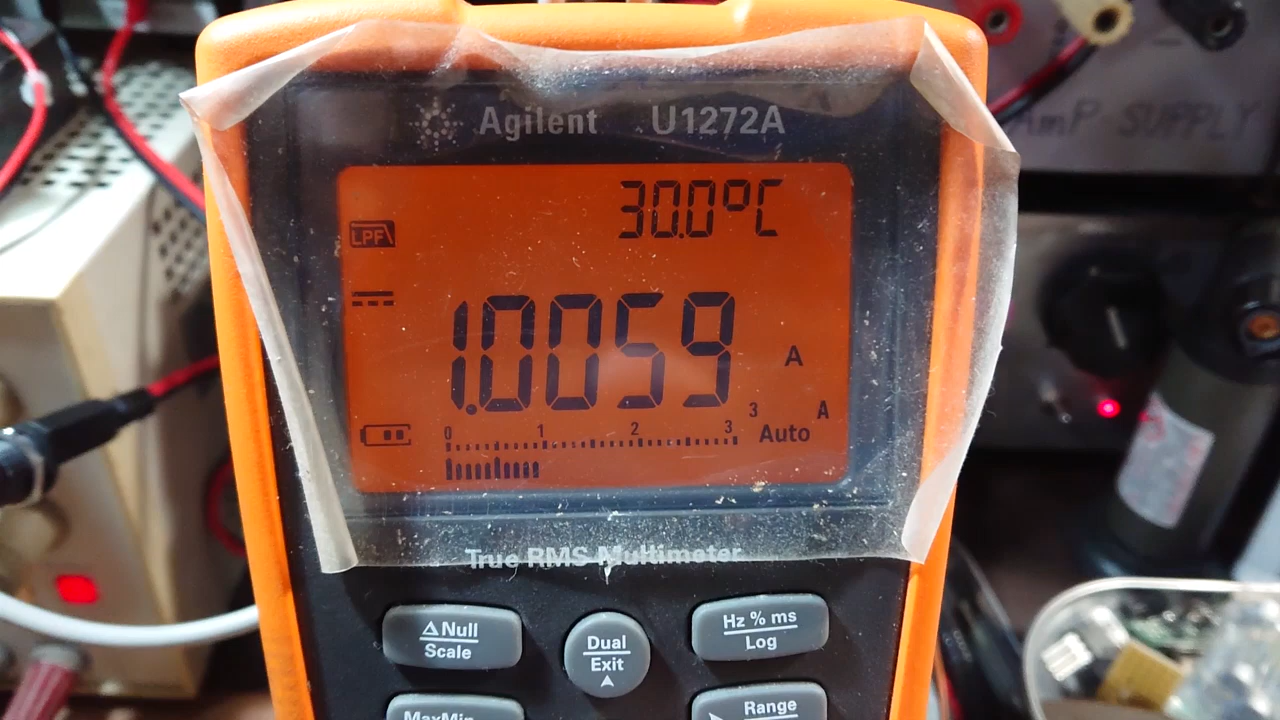 Agilent U1272A
30.0°C
LPF
1.0059 A
3 A
0 1 2 3 Auto
True RMS Multimeter
ΔNull
Scale
Dual
Exit
Hz % ms
Log
MaxMin
Range
AmP SUPPLY